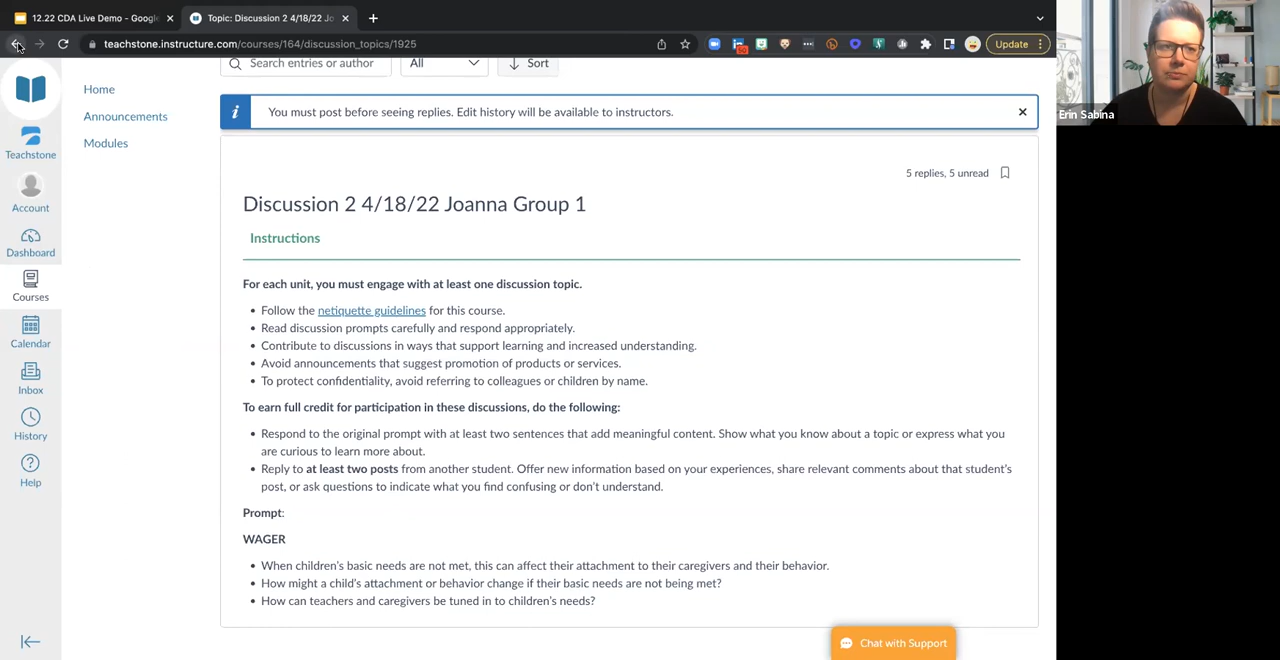 12.22 CDA Live Demo - Google
Topic: Discussion 2 4/18/22 Jo
teachstone.instructure.com/courses/164/discussion_topics/1925
Update
Erin Sabina
Teachstone
Account
Dashboard
Courses
Calendar
Inbox
History
Help
Home
Announcements
Modules
Search entries or author
All
Sort
You must post before seeing replies. Edit history will be available to instructors.
5 replies, 5 unread
Discussion 2 4/18/22 Joanna Group 1
Instructions
For each unit, you must engage with at least one discussion topic.
• Follow the netiquette guidelines for this course.
• Read discussion prompts carefully and respond appropriately.
• Contribute to discussions in ways that support learning and increased understanding.
• Avoid announcements that suggest promotion of products or services.
• To protect confidentiality, avoid referring to colleagues or children by name.
To earn full credit for participation in these discussions, do the following:
• Respond to the original prompt with at least two sentences that add meaningful content. Show what you know about a topic or express what you
are curious to learn more about.
• Reply to at least two posts from another student. Offer new information based on your experiences, share relevant comments about that student's
post, or ask questions to indicate what you find confusing or don't understand.
Prompt:
WAGER
• When children's basic needs are not met, this can affect their attachment to their caregivers and their behavior.
• How might a child's attachment or behavior change if their basic needs are not being met?
• How can teachers and caregivers be tuned in to children's needs?
Chat with Support